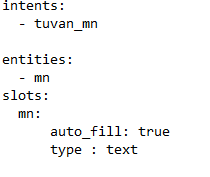 intents:
  - tuvan_mn

entities:
  - mn
slots:
  mn:
      auto_fill: true
      type : text